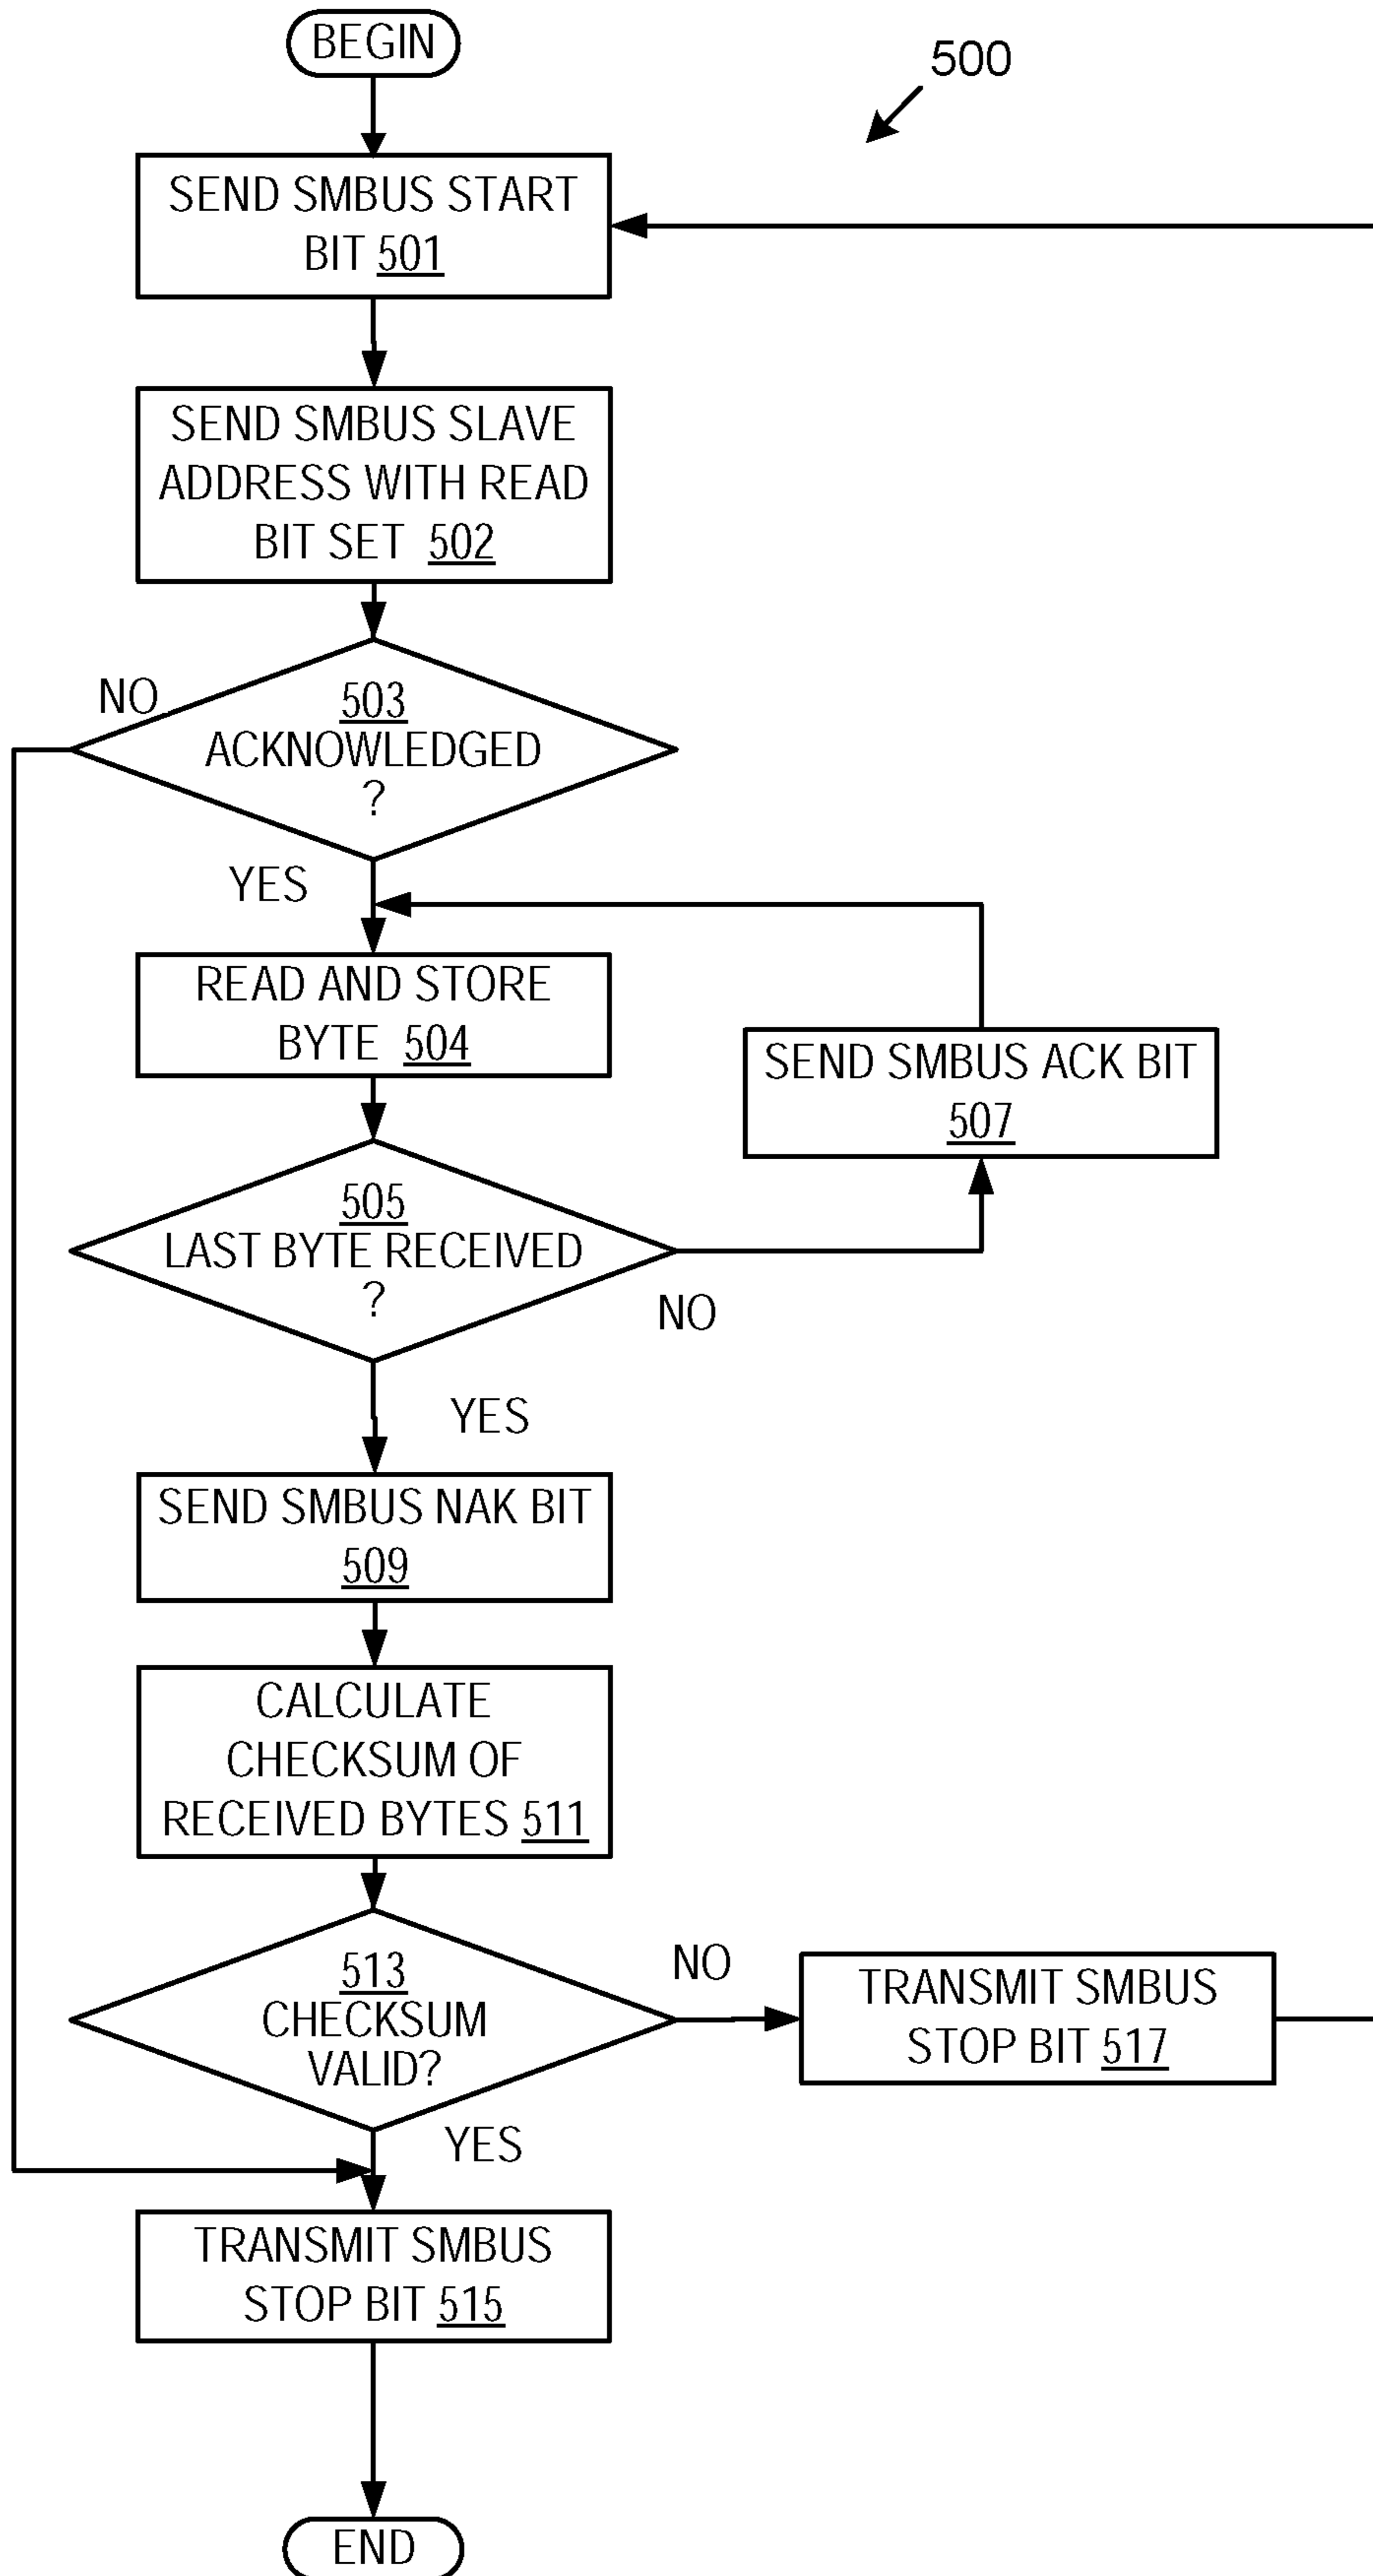 BEGIN
500
SEND SMBUS START
BIT 501
SEND SMBUS SLAVE
ADDRESS WITH READ
BIT SET 502
NO
503
ACKNOWLEDGED
?
YES
READ AND STORE
BYTE 504
SEND SMBUS ACK BIT
507
505
LAST BYTE RECEIVED
?
NO
YES
SEND SMBUS NAK BIT
509
CALCULATE
CHECKSUM OF
RECEIVED BYTES 511
513
CHECKSUM
VALID?
NO
TRANSMIT SMBUS
STOP BIT 517
YES
TRANSMIT SMBUS
STOP BIT 515
END